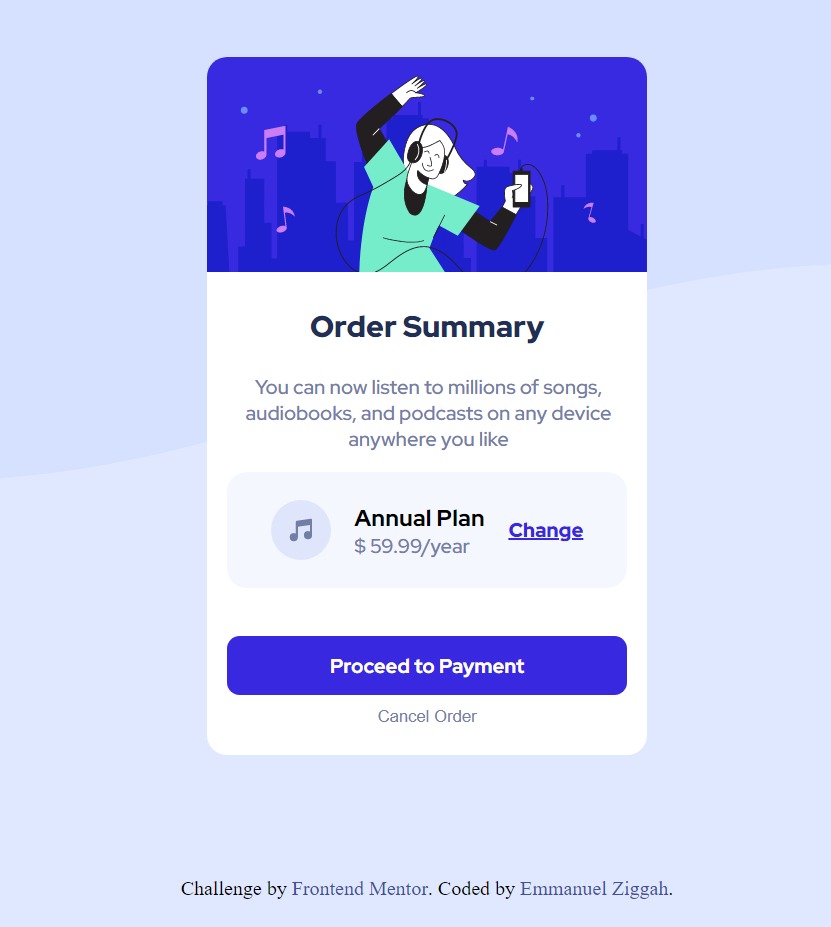 Order Summary
You can now listen to millions of songs,
audiobooks, and podcasts on any device
anywhere you like
Annual Plan
$ 59.99/year
Change
Proceed to Payment
Cancel Order
Challenge by Frontend Mentor. Coded by Emmanuel Ziggah.